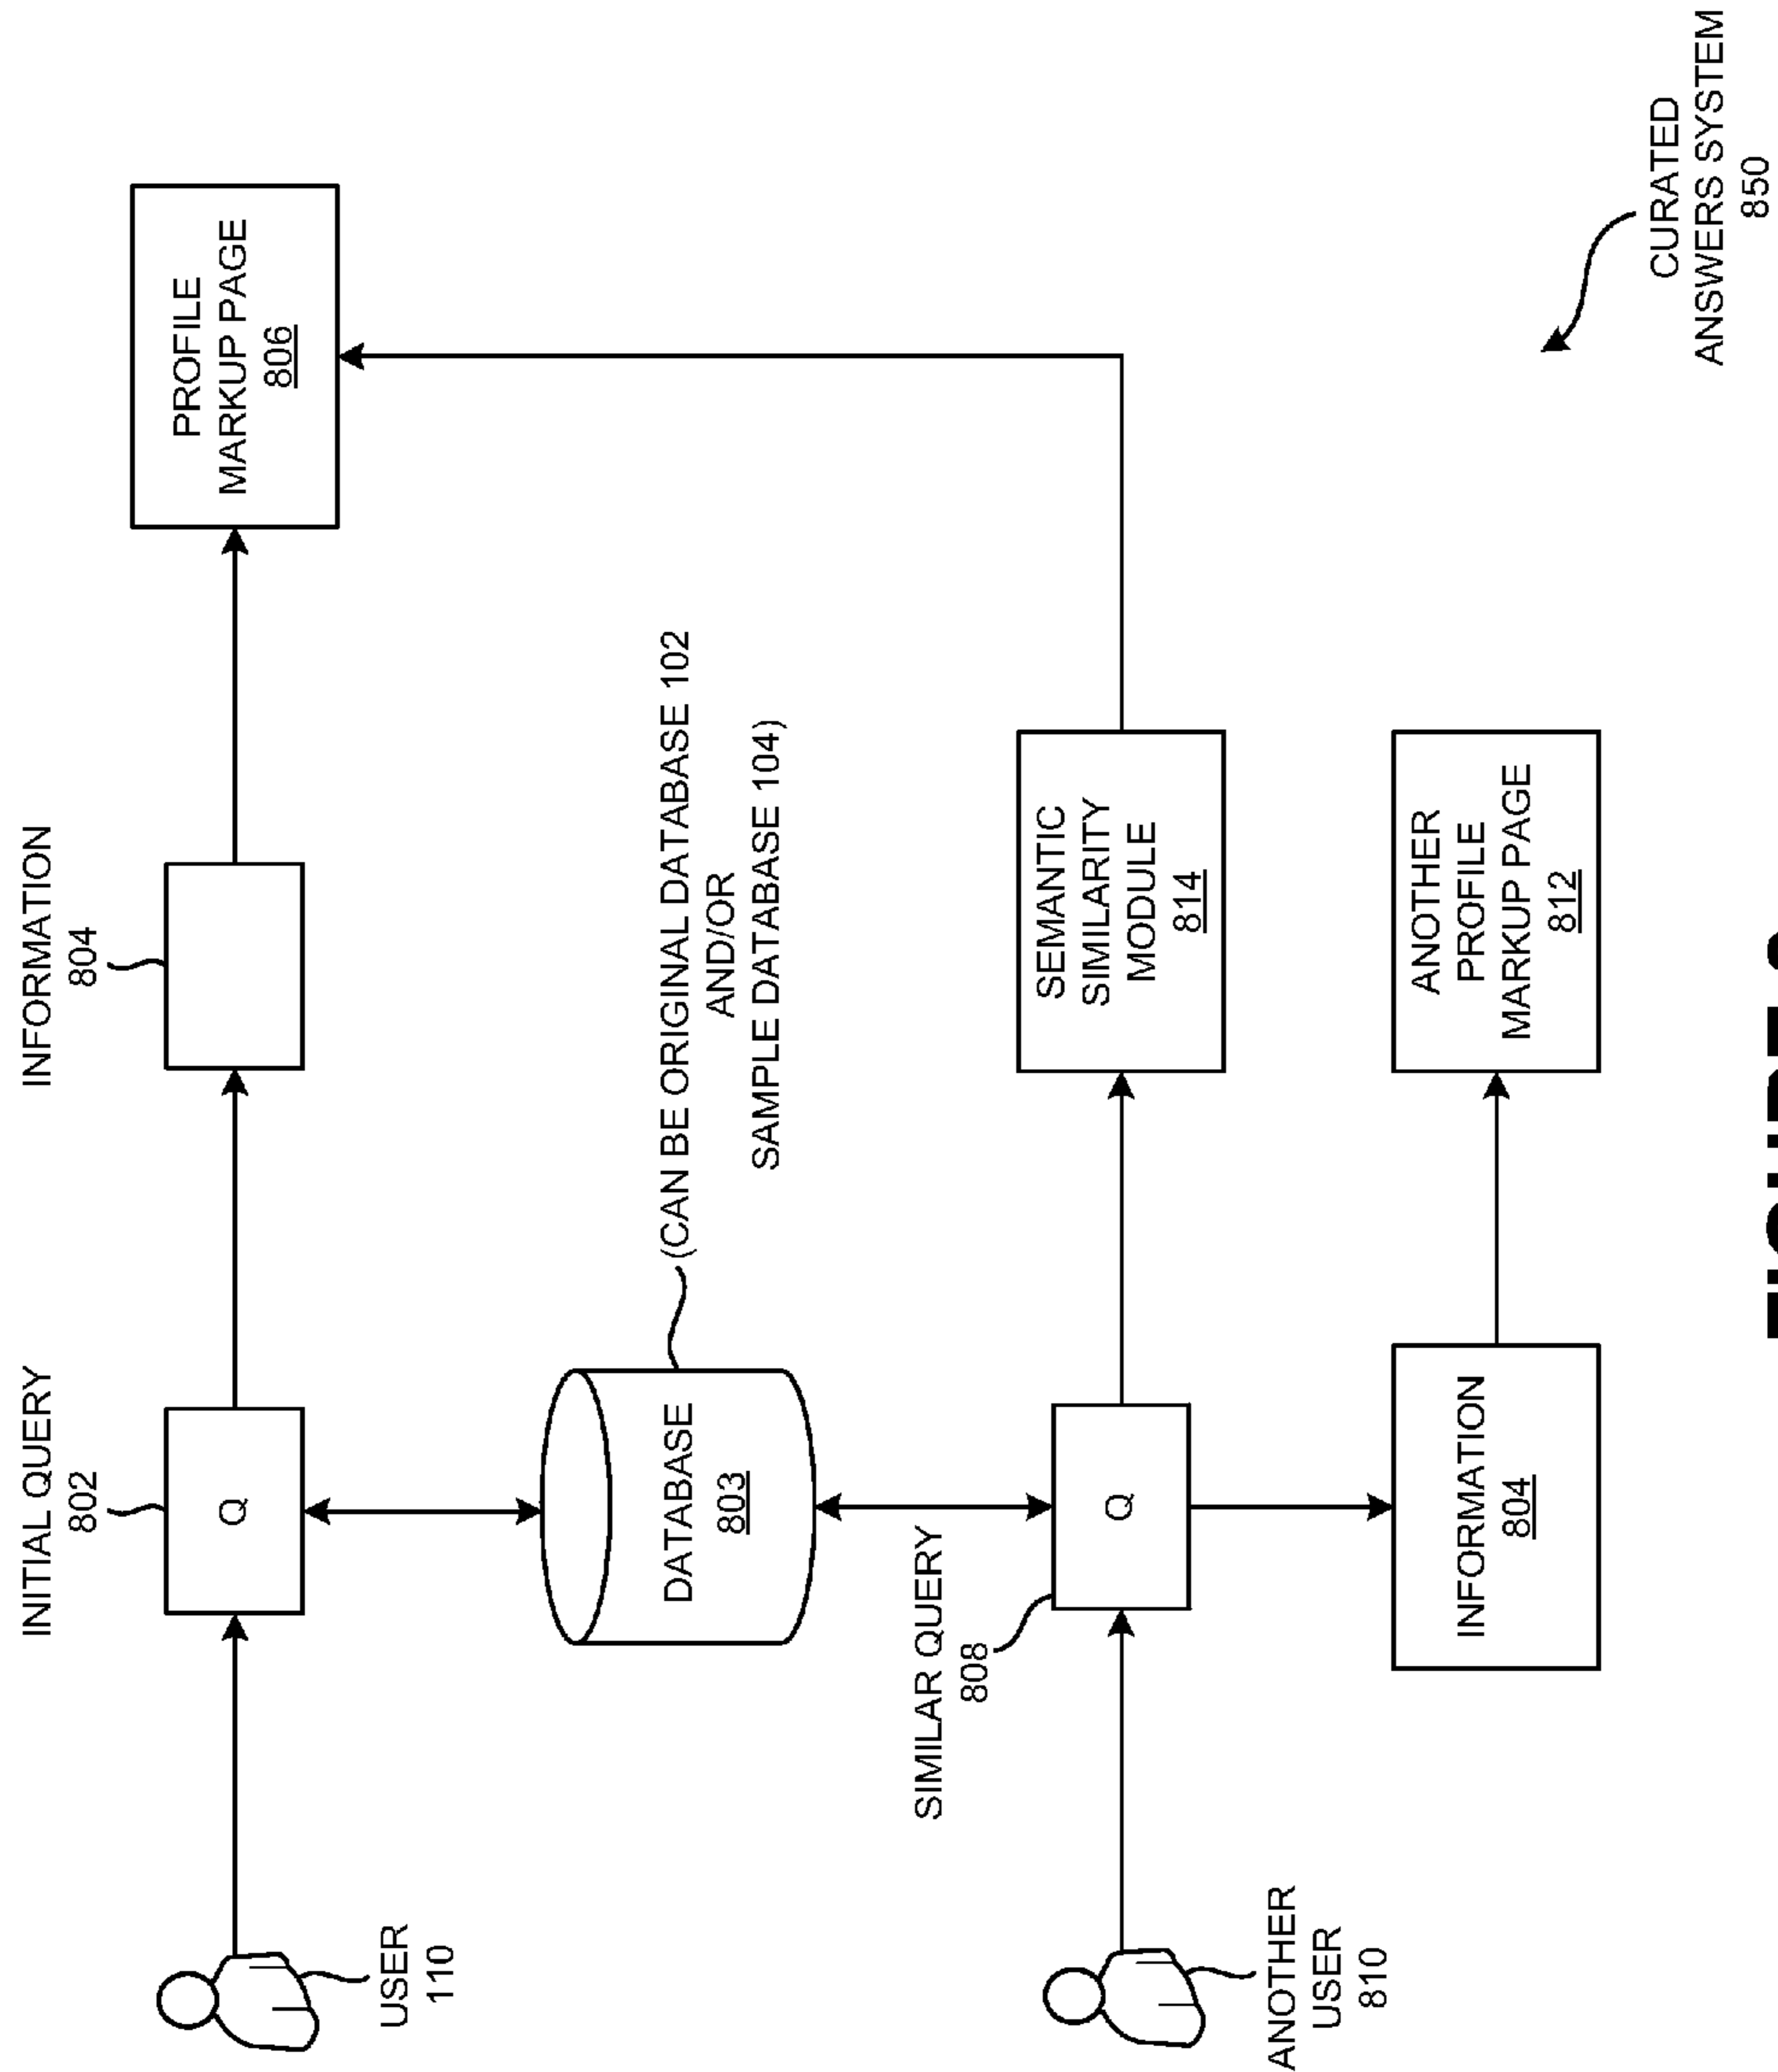 INITIAL QUERY
802
INFORMATION
804
Q
PROFILE
MARKUP PAGE
806
USER
110
DATABASE
803
(CAN BE ORIGINAL DATABASE 102
AND/OR
SAMPLE DATABASE 104)
SIMILAR QUERY
808
Q
SEMANTIC
SIMILARITY
MODULE
814
ANOTHER
USER
810
INFORMATION
804
ANOTHER
PROFILE
MARKUP PAGE
812
CURATED
ANSWERS SYSTEM
850